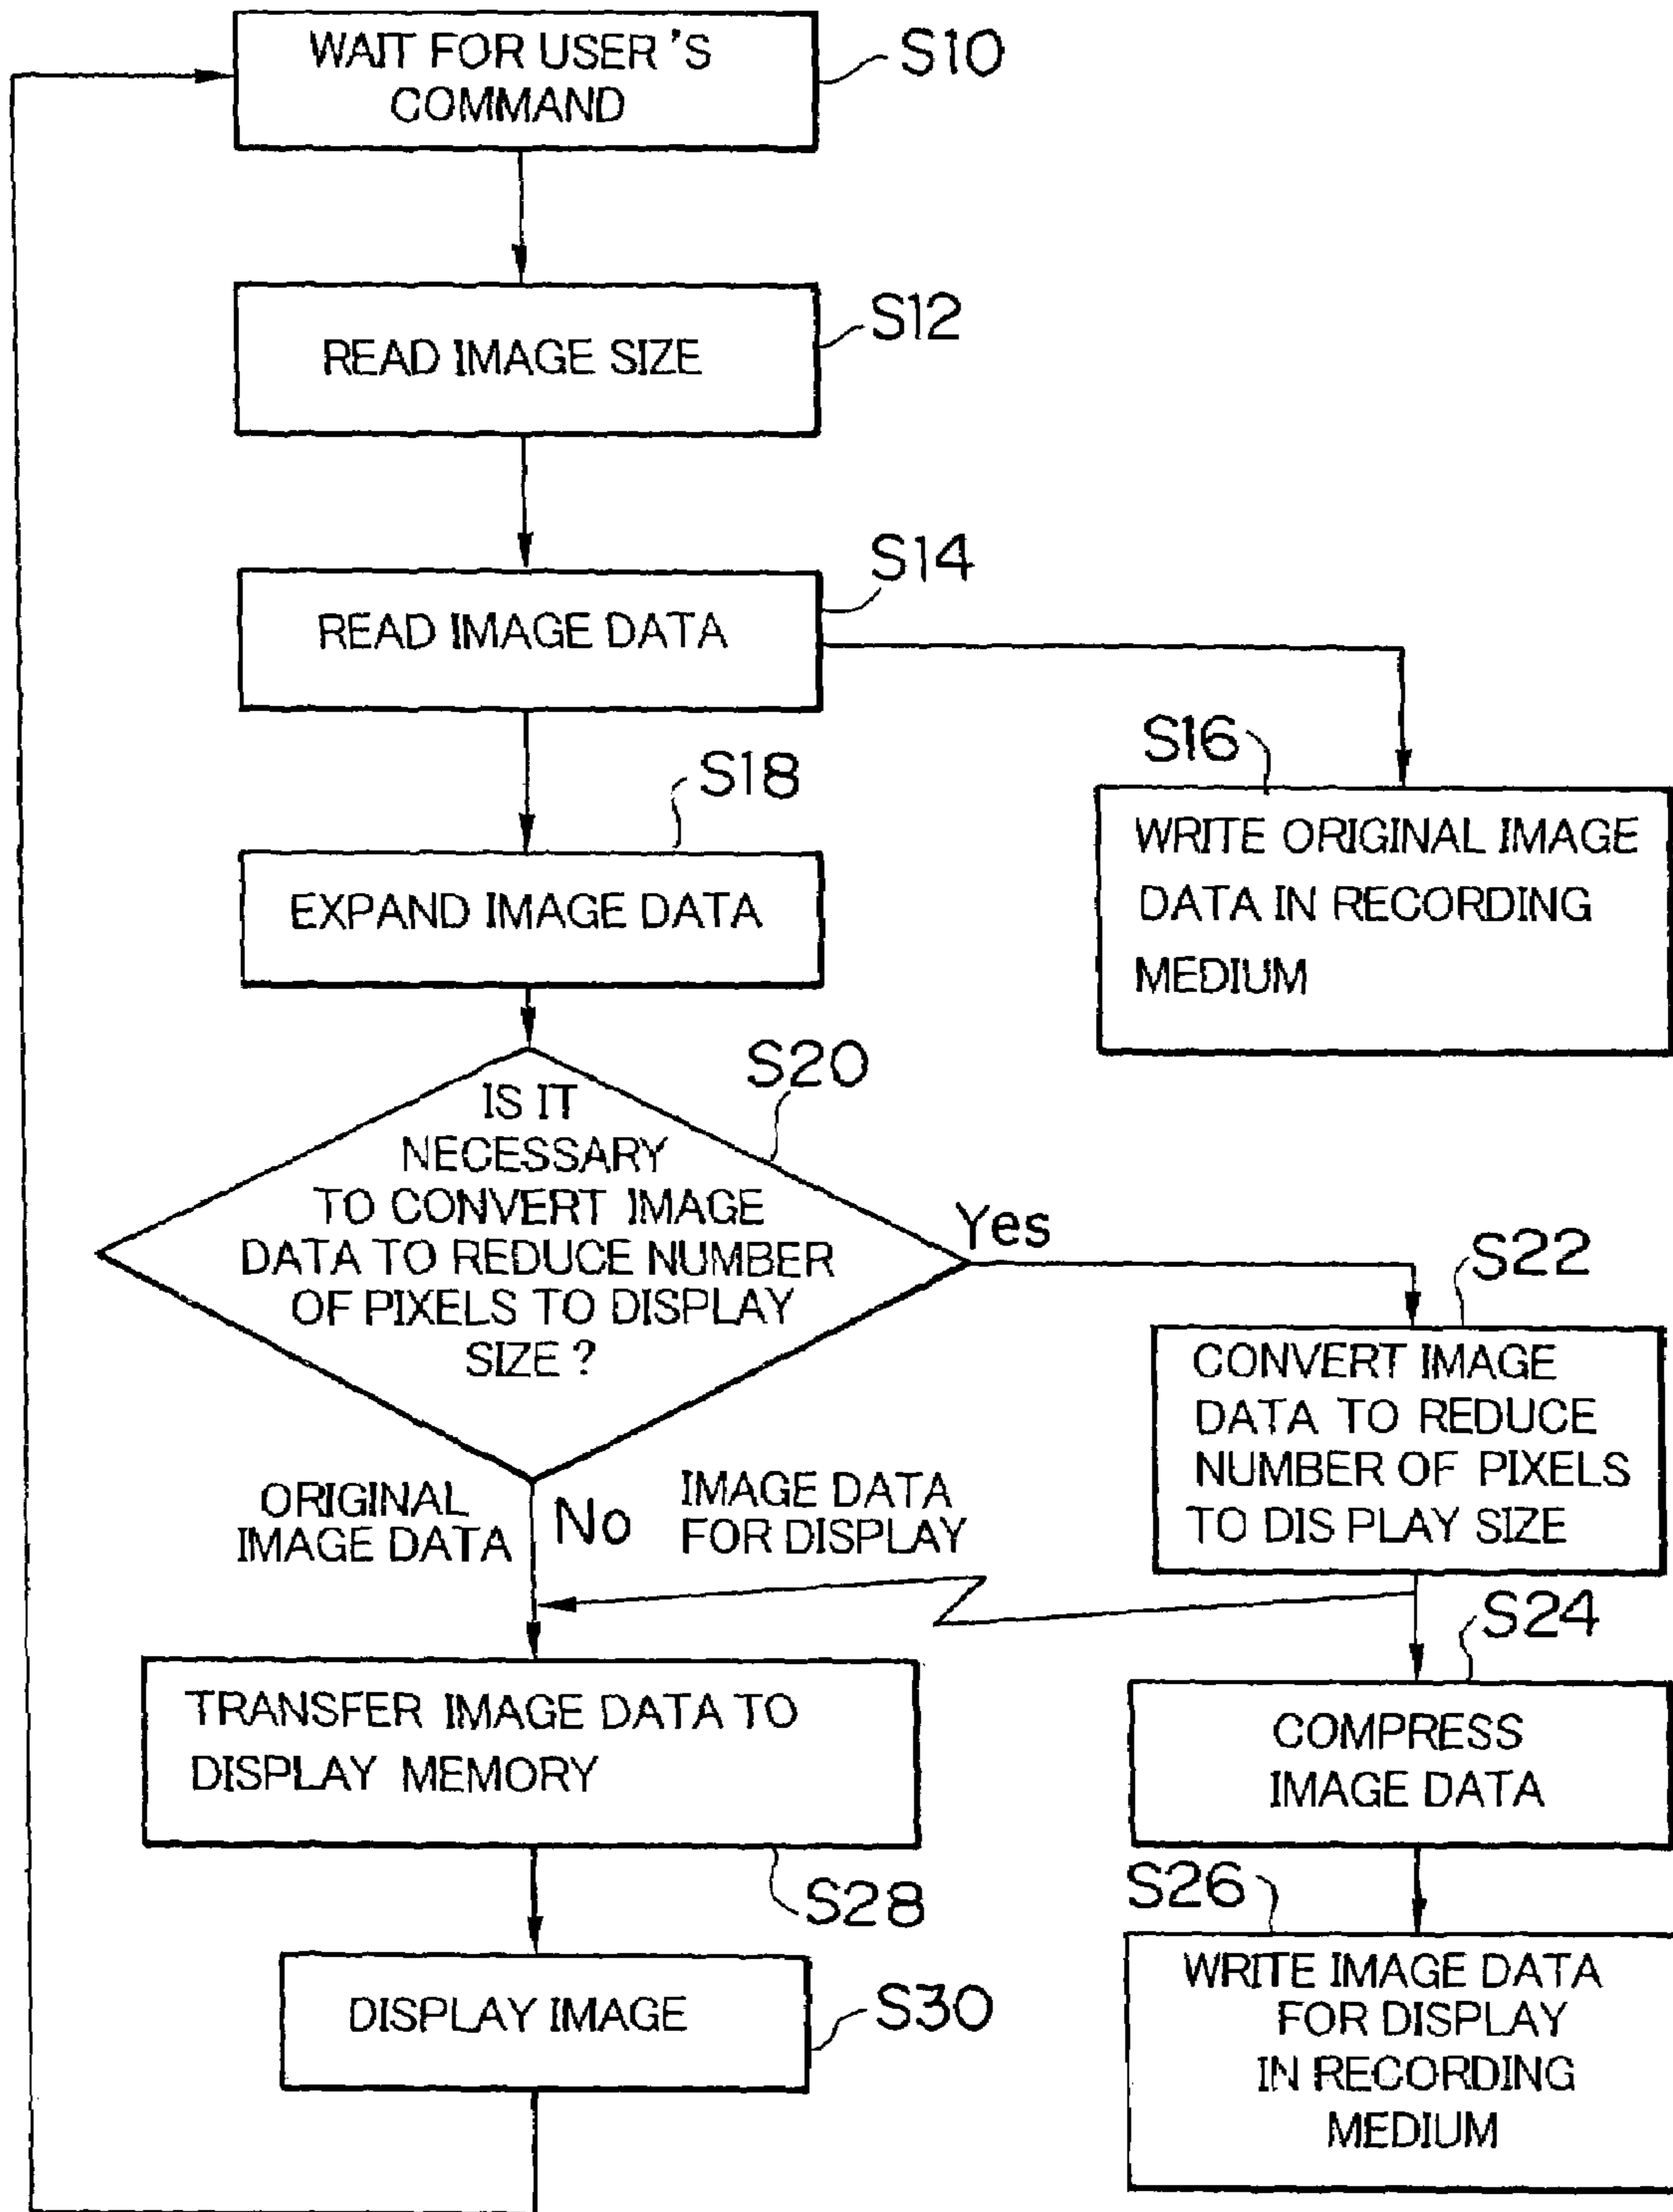 WAIT FOR USER'S
COMMAND
S10
READ IMAGE SIZE
S12
READ IMAGE DATA
S14
S16
WRITE ORIGINAL IMAGE
DATA IN RECORDING
MEDIUM
S18
EXPAND IMAGE DATA
S20
IS IT
NECESSARY
TO CONVERT IMAGE
DATA TO REDUCE NUMBER
OF PIXELS TO DISPLAY
SIZE ?
Yes
S22
CONVERT IMAGE
DATA TO REDUCE
NUMBER OF PIXELS
TO DIS PLAY SIZE
ORIGINAL
IMAGE DATA
No
IMAGE DATA
FOR DISPLAY
S24
COMPRESS
IMAGE DATA
TRANSFER IMAGE DATA TO
DISPLAY MEMORY
S28
S26
WRITE IMAGE DATA
FOR DISPLAY
IN RECORDING
MEDIUM
DISPLAY IMAGE
S30